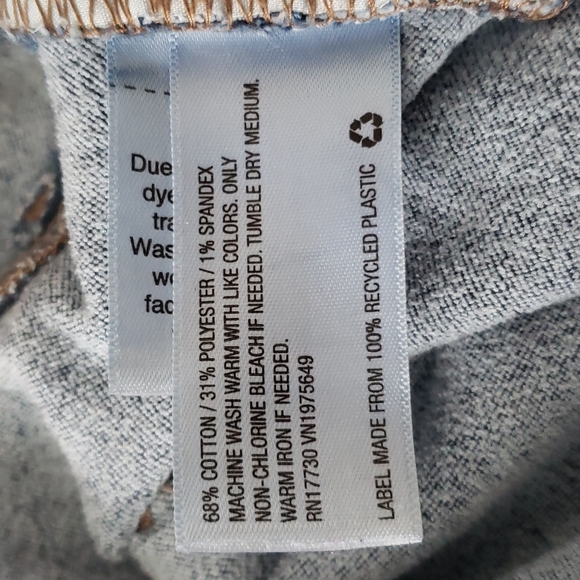 68% COTTON / 31% POLYESTER / 1% SPANDEX
MACHINE WASH WARM WITH LIKE COLORS. ONLY
NON-CHLORINE BLEACH IF NEEDED. TUMBLE DRY MEDIUM.
WARM IRON IF NEEDED.
RN17730 VN1975649
LABEL MADE FROM 100% RECYCLED PLASTIC
Due
dye
tra
Was
wo
fad